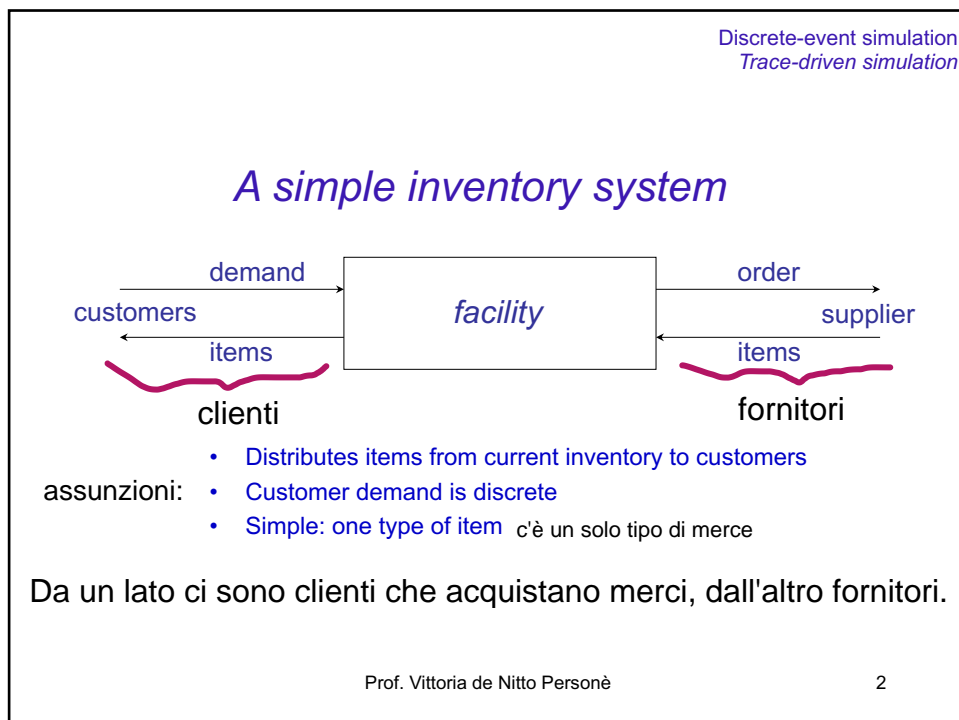 Discrete-event simulation
Trace-driven simulation
A simple inventory system
demand
order
customers
facility
supplier
items
items
clienti
fornitori
• Distributes items from current inventory to customers
assunzioni: • Customer demand is discrete
• Simple: one type of item c'è un solo tipo di merce
Da un lato ci sono clienti che acquistano merci, dall'altro fornitori.
Prof. Vittoria de Nitto Personè 2